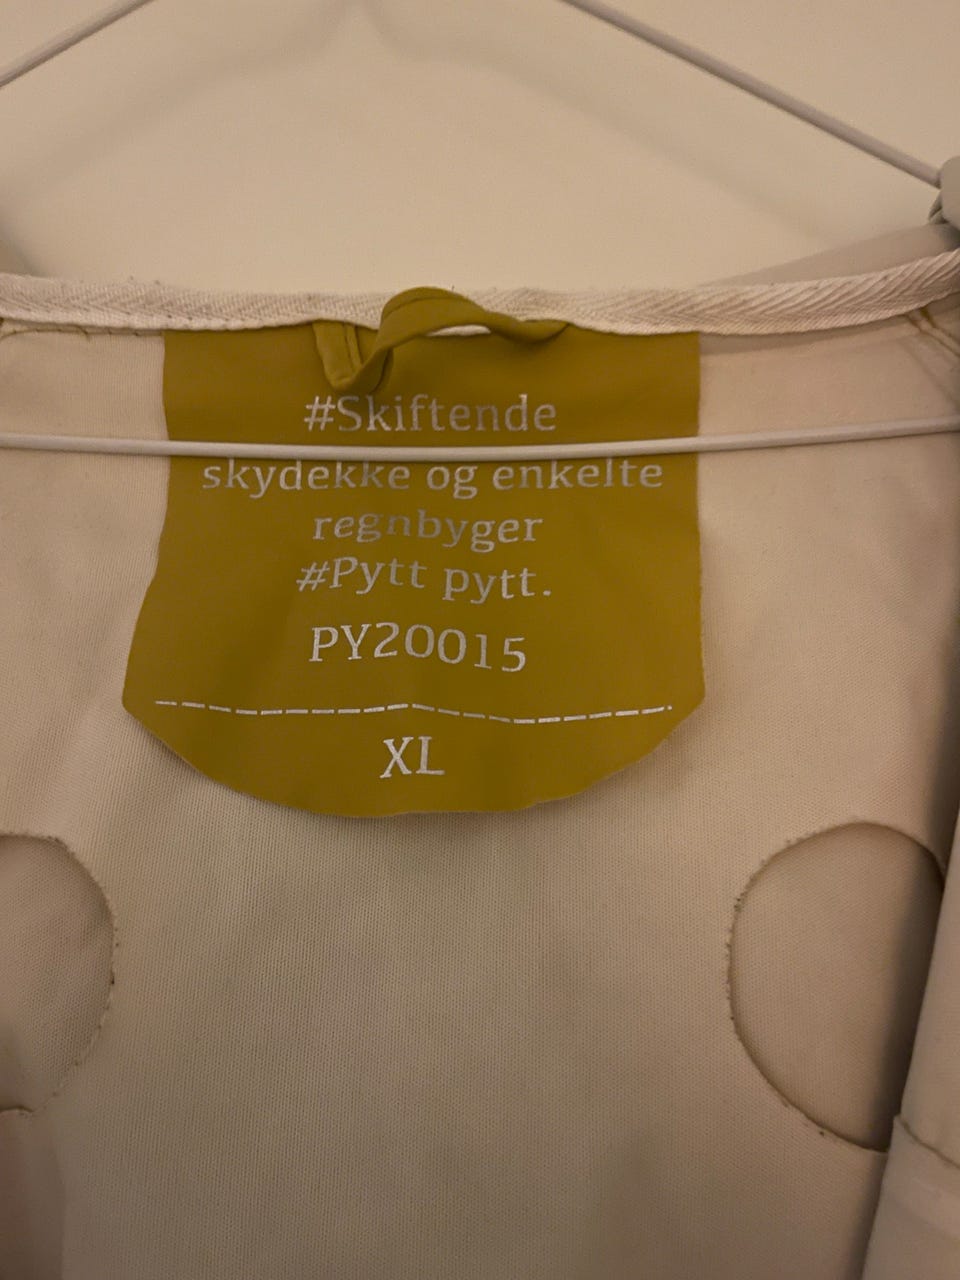 #Skiftende
skydekke og enkelte
regnbyger
#Pytt pytt.
PY20015
XL